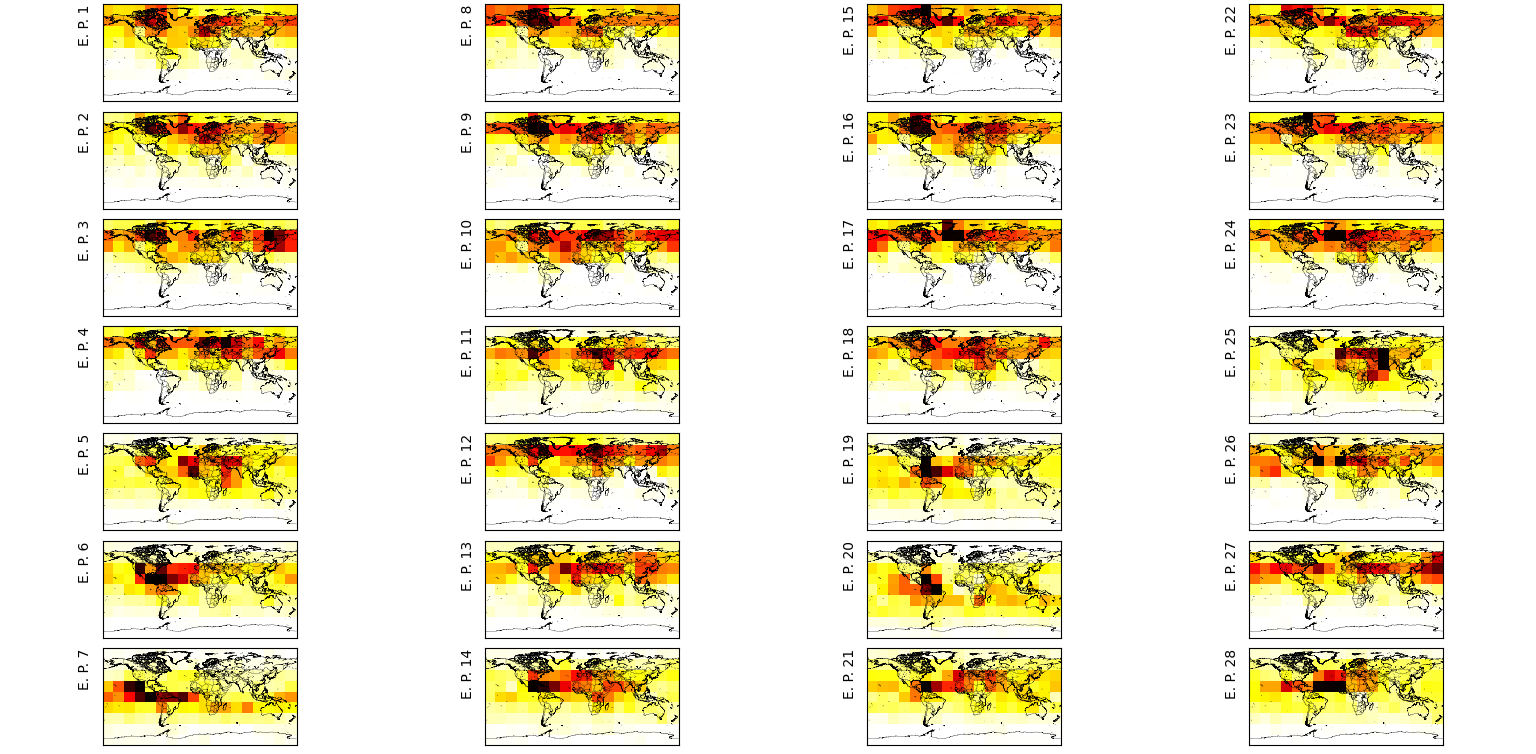 E. P. 1
E. P. 2
E. P. 3
E. P. 4
E. P. 5
E. P. 6
E. P. 7
E. P. 8
E. P. 9
E. P. 10
E. P. 11
E. P. 12
E. P. 13
E. P. 14
E. P. 15
E. P. 16
E. P. 17
E. P. 18
E. P. 19
E. P. 20
E. P. 21
E. P. 22
E. P. 23
E. P. 24
E. P. 25
E. P. 26
E. P. 27
E. P. 28